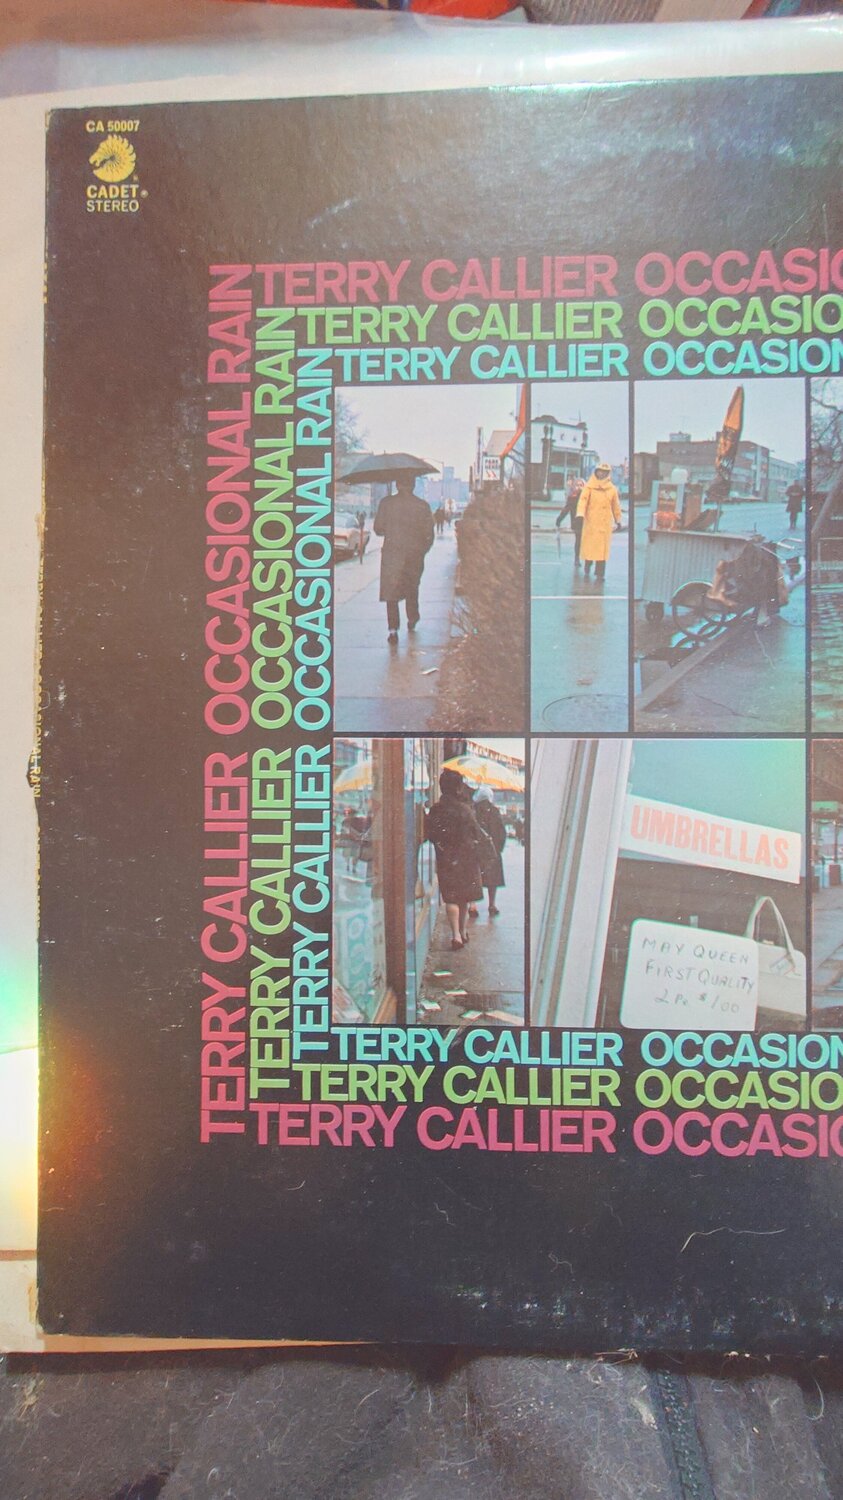 CA 50007
CADET®
STEREO
TERRY CALLIER OCCASIO
TERRY CALLIER OCCASIO
TERRY CALLIER OCCASION
TERRY CALLIER OCCASIONAL RAIN
TERRY CALLIER OCCASIONAL RAIN
TERRY CALLIER OCCASIONAL RAIN
PARK
UMBRELLAS
MAY QUEEN
FIRST QUALITY
2 Pr $1/00
TERRY CALLIER OCCASION
TERRY CALLIER OCCASIO
TERRY CALLIER OCCASIO